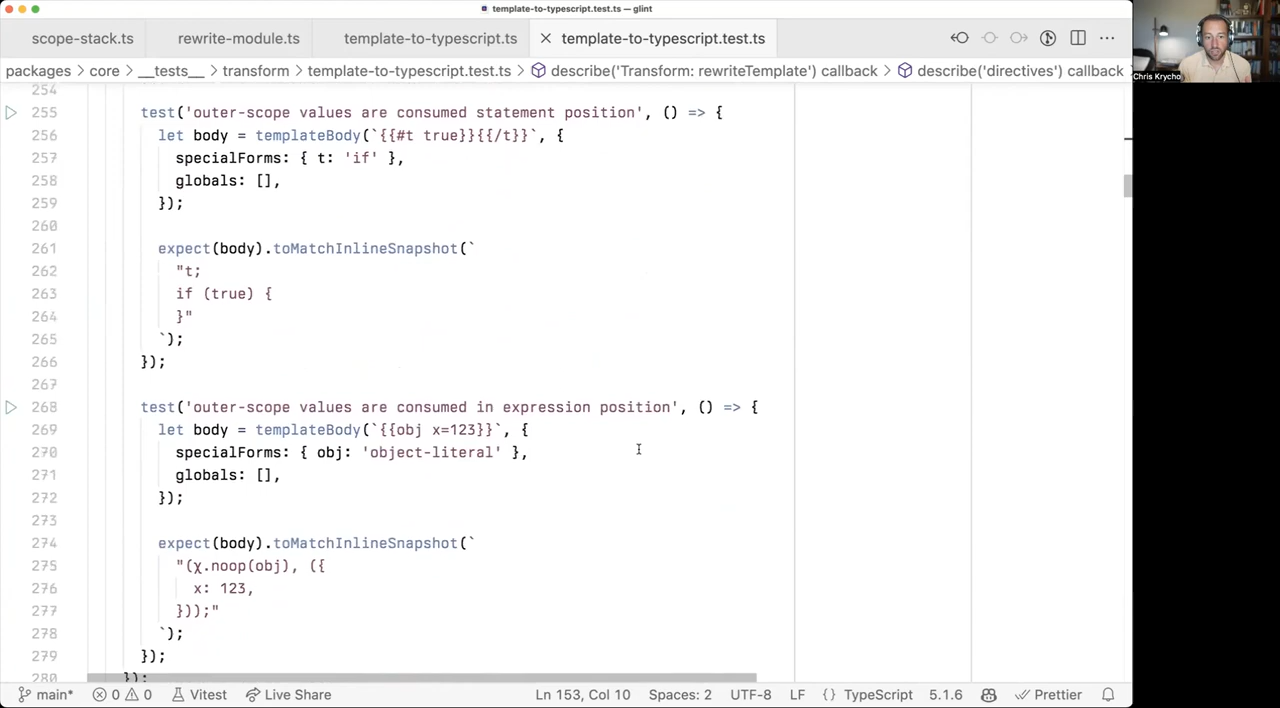 template-to-typescript.test.ts — glint
scope-stack.ts rewrite-module.ts template-to-typescript.ts template-to-typescript.test.ts
packages > core > __tests__ > transform > template-to-typescript.test.ts > describe('Transform: rewriteTemplate') callback > describe('directives') callback
Chris Krycho
254
255 test('outer-scope values are consumed statement position', () => {
256 let body = templateBody(`{{#t true}}{{/t}}`, {
257 specialForms: { t: 'if' },
258 globals: [],
259 });
260
261 expect(body).toMatchInlineSnapshot(`
262 "t;
263 if (true) {
264 }"
265 `);
266 });
267
268 test('outer-scope values are consumed in expression position', () => {
269 let body = templateBody(`{{obj x=123}}`, {
270 specialForms: { obj: 'object-literal' },
271 globals: [],
272 });
273
274 expect(body).toMatchInlineSnapshot(`
275 "(χ.noop(obj), ({
276 x: 123,
277 }));"
278 `);
279 });
280 });
main* 0 0 Vitest Live Share Ln 153, Col 10 Spaces: 2 UTF-8 LF {} TypeScript 5.1.6 Prettier